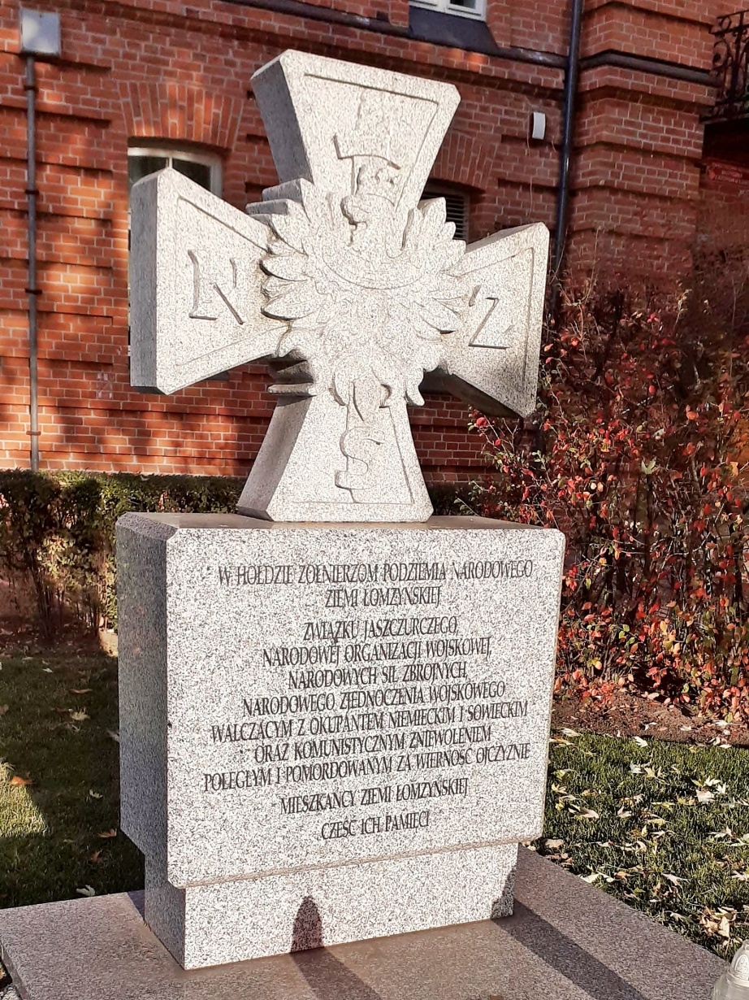 N Z
S
W HOŁDZIE ŻOŁNIERZOM PODZIEMIA NARODOWEGO
ZIEMI ŁOMŻYŃSKIEJ
ZWIĄZKU JASZCZURCZEGO,
NARODOWEJ ORGANIZACJI WOJSKOWEJ,
NARODOWYCH SIŁ ZBROJNYCH,
NARODOWEGO ZJEDNOCZENIA WOJSKOWEGO
WALCZĄCYM Z OKUPANTEM NIEMIECKIM I SOWIECKIM
ORAZ KOMUNISTYCZNYM ZNIEWOLENIEM,
POLEGŁYM I POMORDOWANYM ZA WIERNOŚĆ OJCZYŹNIE
MIESZKAŃCY ZIEMI ŁOMŻYŃSKIEJ
CZEŚĆ ICH PAMIĘCI